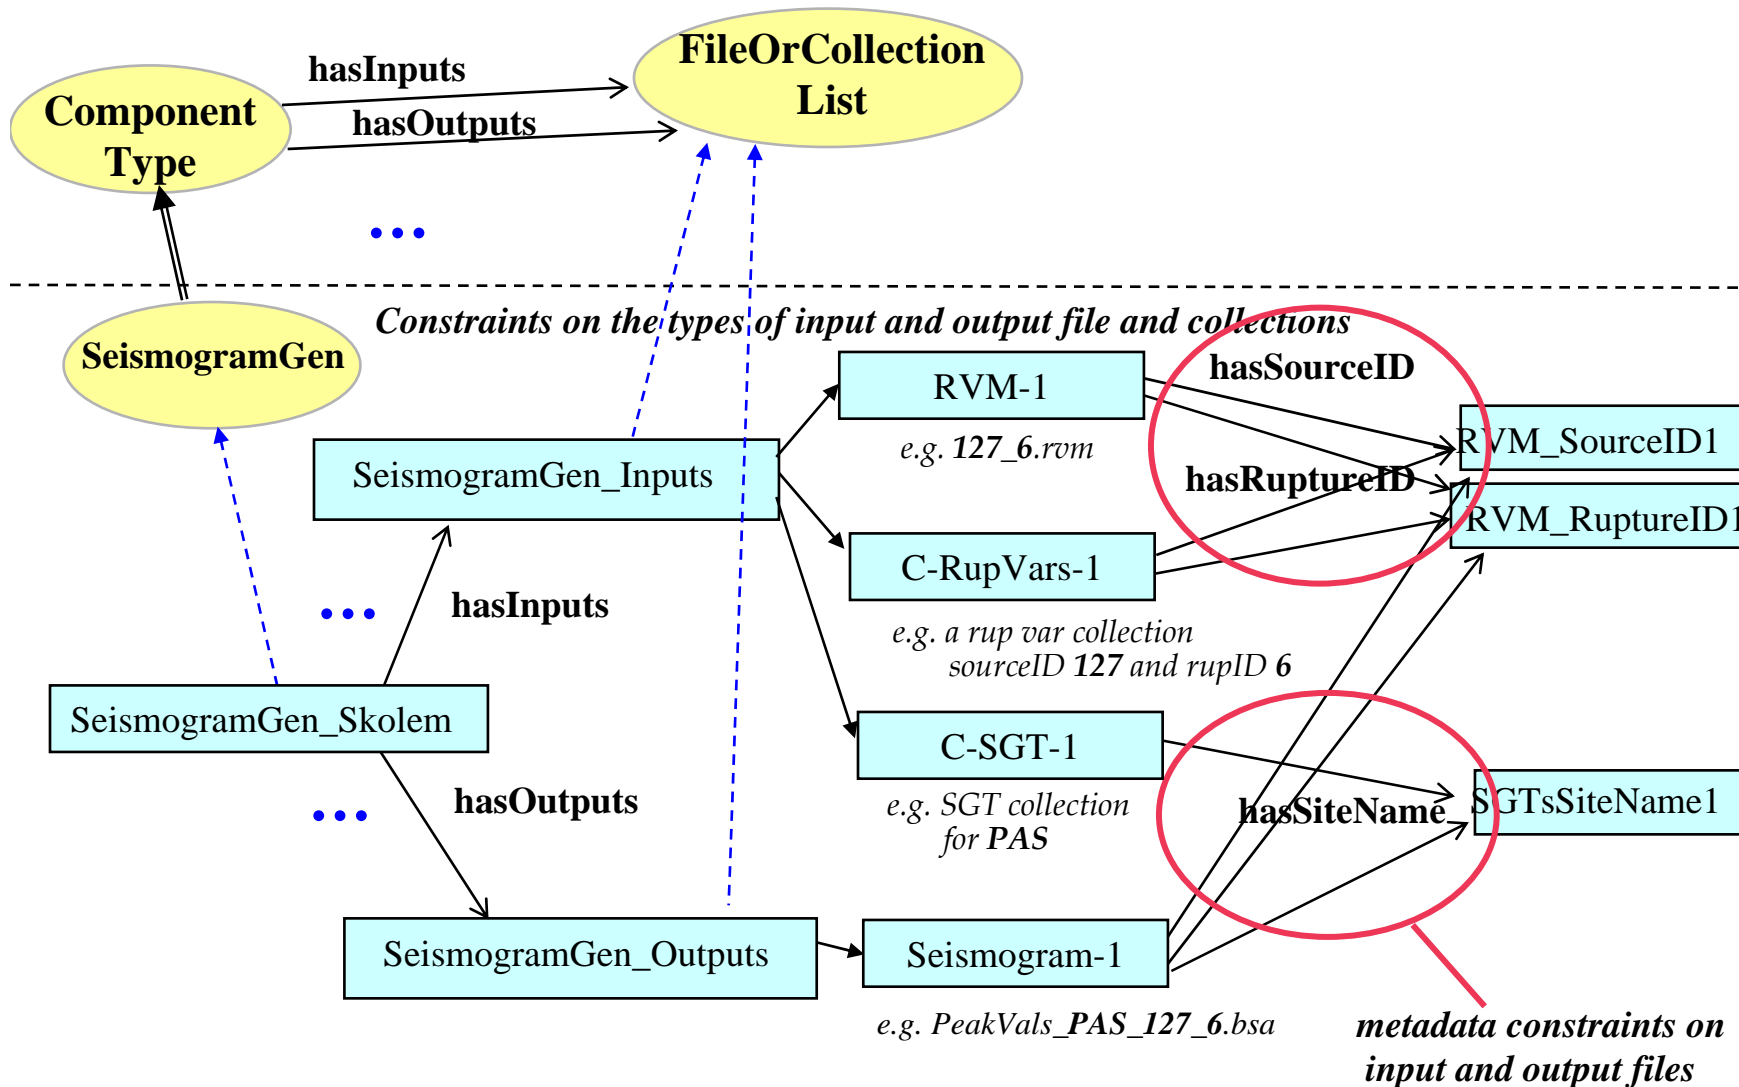 hasInputs
FileOrCollection
List
Component
Type
hasOutputs
...
Constraints on the types of input and output file and collections
SeismogramGen
RVM-1
hasSourceID
e.g. 127_6.rvm
RVM_SourceID1
SeismogramGen_Inputs
hasRuptureID
RVM_RuptureID1
C-RupVars-1
...
hasInputs
e.g. a rup var collection
sourceID 127 and rupID 6
SeismogramGen_Skolem
C-SGT-1
...
hasOutputs
e.g. SGT collection
for PAS
hasSiteName
SGTsSiteName1
SeismogramGen_Outputs
Seismogram-1
e.g. PeakVals_PAS_127_6.bsa
metadata constraints on
input and output files